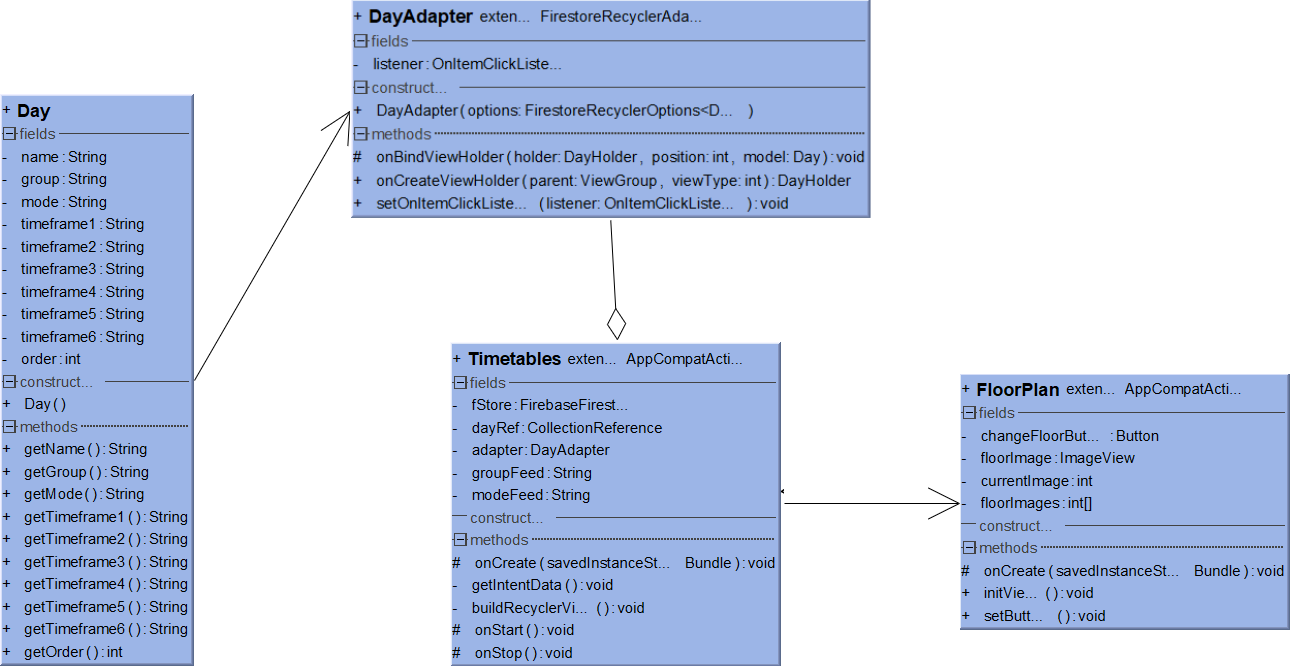 + DayAdapter exten... FirestoreRecyclerAda...
fields
- listener : OnItemClickListe...
construct...
+ DayAdapter ( options: FirestoreRecyclerOptions<D... )
methods
# onBindViewHolder ( holder: DayHolder , position: int , model: Day ) : void
+ onCreateViewHolder ( parent: ViewGroup , viewType: int ) : DayHolder
+ setOnItemClickListe... ( listener: OnItemClickListe... ) : void
+ Day
fields
- name : String
- group : String
- mode : String
- timeframe1 : String
- timeframe2 : String
- timeframe3 : String
- timeframe4 : String
- timeframe5 : String
- timeframe6 : String
- order : int
construct...
+ Day ( )
methods
+ getName ( ) : String
+ getGroup ( ) : String
+ getMode ( ) : String
+ getTimeframe1 ( ) : String
+ getTimeframe2 ( ) : String
+ getTimeframe3 ( ) : String
+ getTimeframe4 ( ) : String
+ getTimeframe5 ( ) : String
+ getTimeframe6 ( ) : String
+ getOrder ( ) : int
+ Timetables exten... AppCompatActi...
fields
- fStore : FirebaseFirest...
- dayRef : CollectionReference
- adapter : DayAdapter
- groupFeed : String
- modeFeed : String
construct...
methods
# onCreate ( savedInstanceSt... Bundle ) : void
- getIntentData ( ) : void
- buildRecyclerVi... ( ) : void
# onStart ( ) : void
# onStop ( ) : void
+ FloorPlan exten... AppCompatActi...
fields
- changeFloorBut... : Button
- floorImage : ImageView
- currentImage : int
- floorImages : int[]
construct...
methods
# onCreate ( savedInstanceSt... Bundle ) : void
+ initVie... ( ) : void
+ setButt... ( ) : void